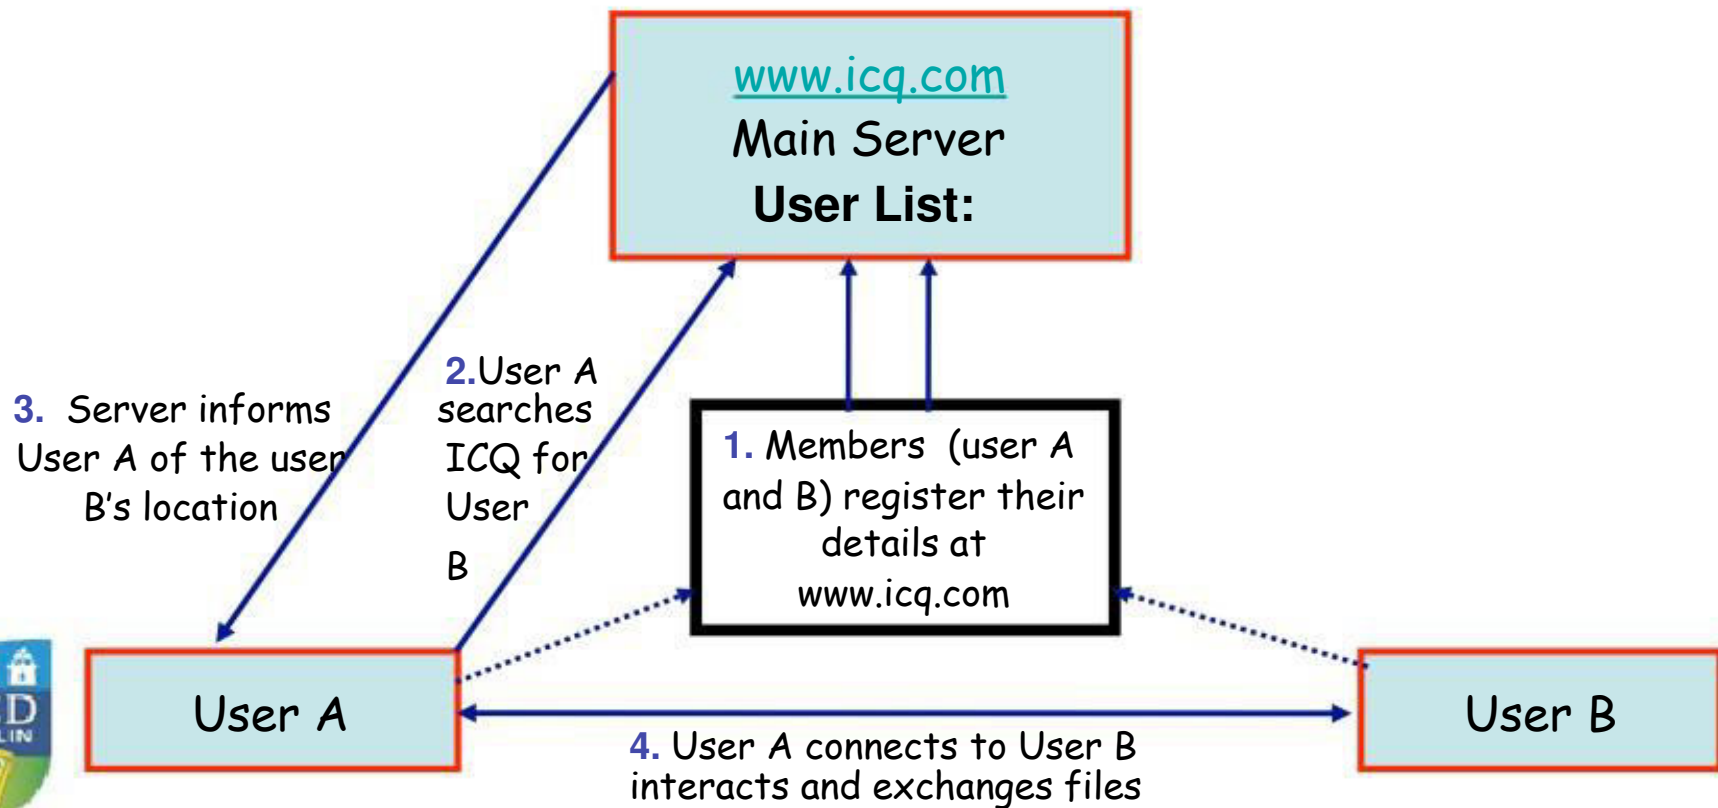 www.icq.com
Main Server
User List:
3. Server informs
User A of the user
B's location
2.User A
searches
ICQ for
User
B
1. Members (user A
and B) register their
details at
www.icq.com
User A
User B
4. User A connects to User B
interacts and exchanges files